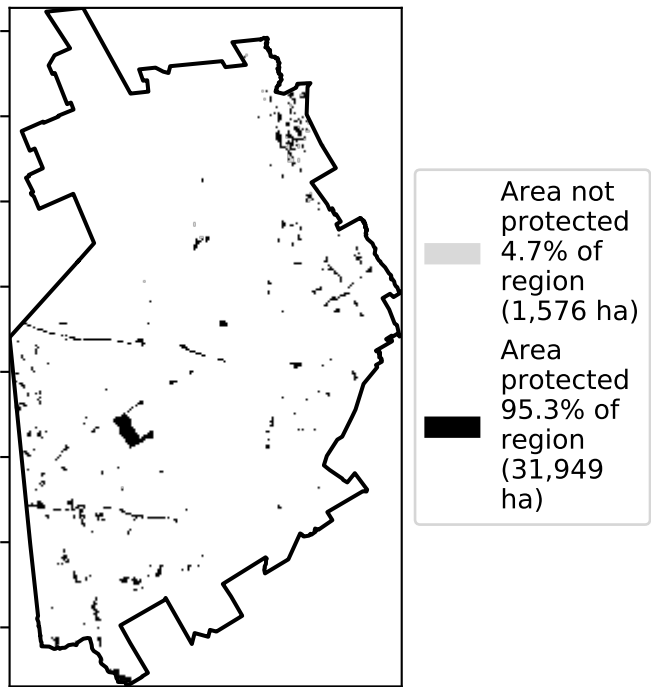 Area not
protected
4.7% of
region
(1,576 ha)
Area
protected
95.3% of
region
(31,949
ha)